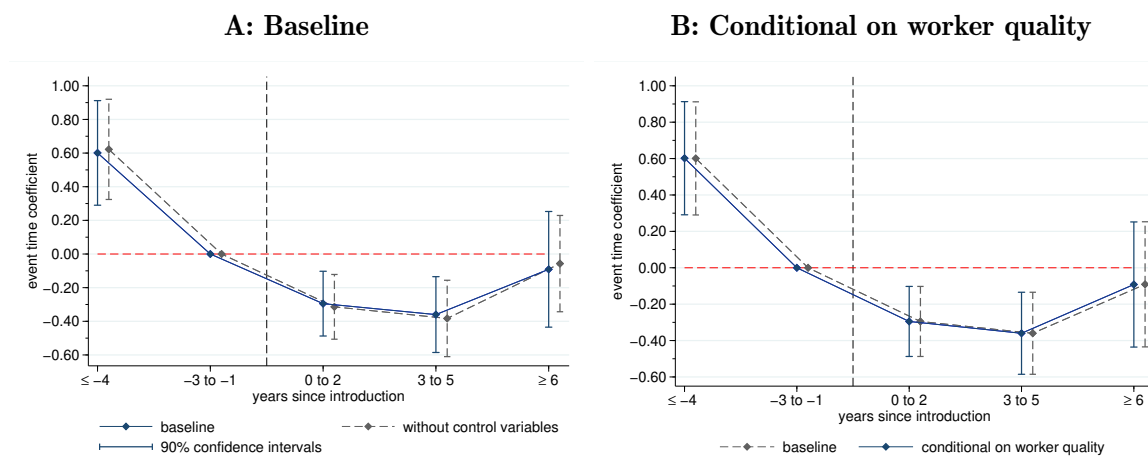 A: Baseline
1.00
0.80
0.60
0.40
0.20
0.00
−0.20
−0.40
−0.60
event time coefficient
≤ −4
−3 to −1
0 to 2
3 to 5
≥ 6
years since introduction
baseline
without control variables
90% confidence intervals
B: Conditional on worker quality
1.00
0.80
0.60
0.40
0.20
0.00
−0.20
−0.40
−0.60
event time coefficient
≤ −4
−3 to −1
0 to 2
3 to 5
≥ 6
years since introduction
baseline
conditional on worker quality